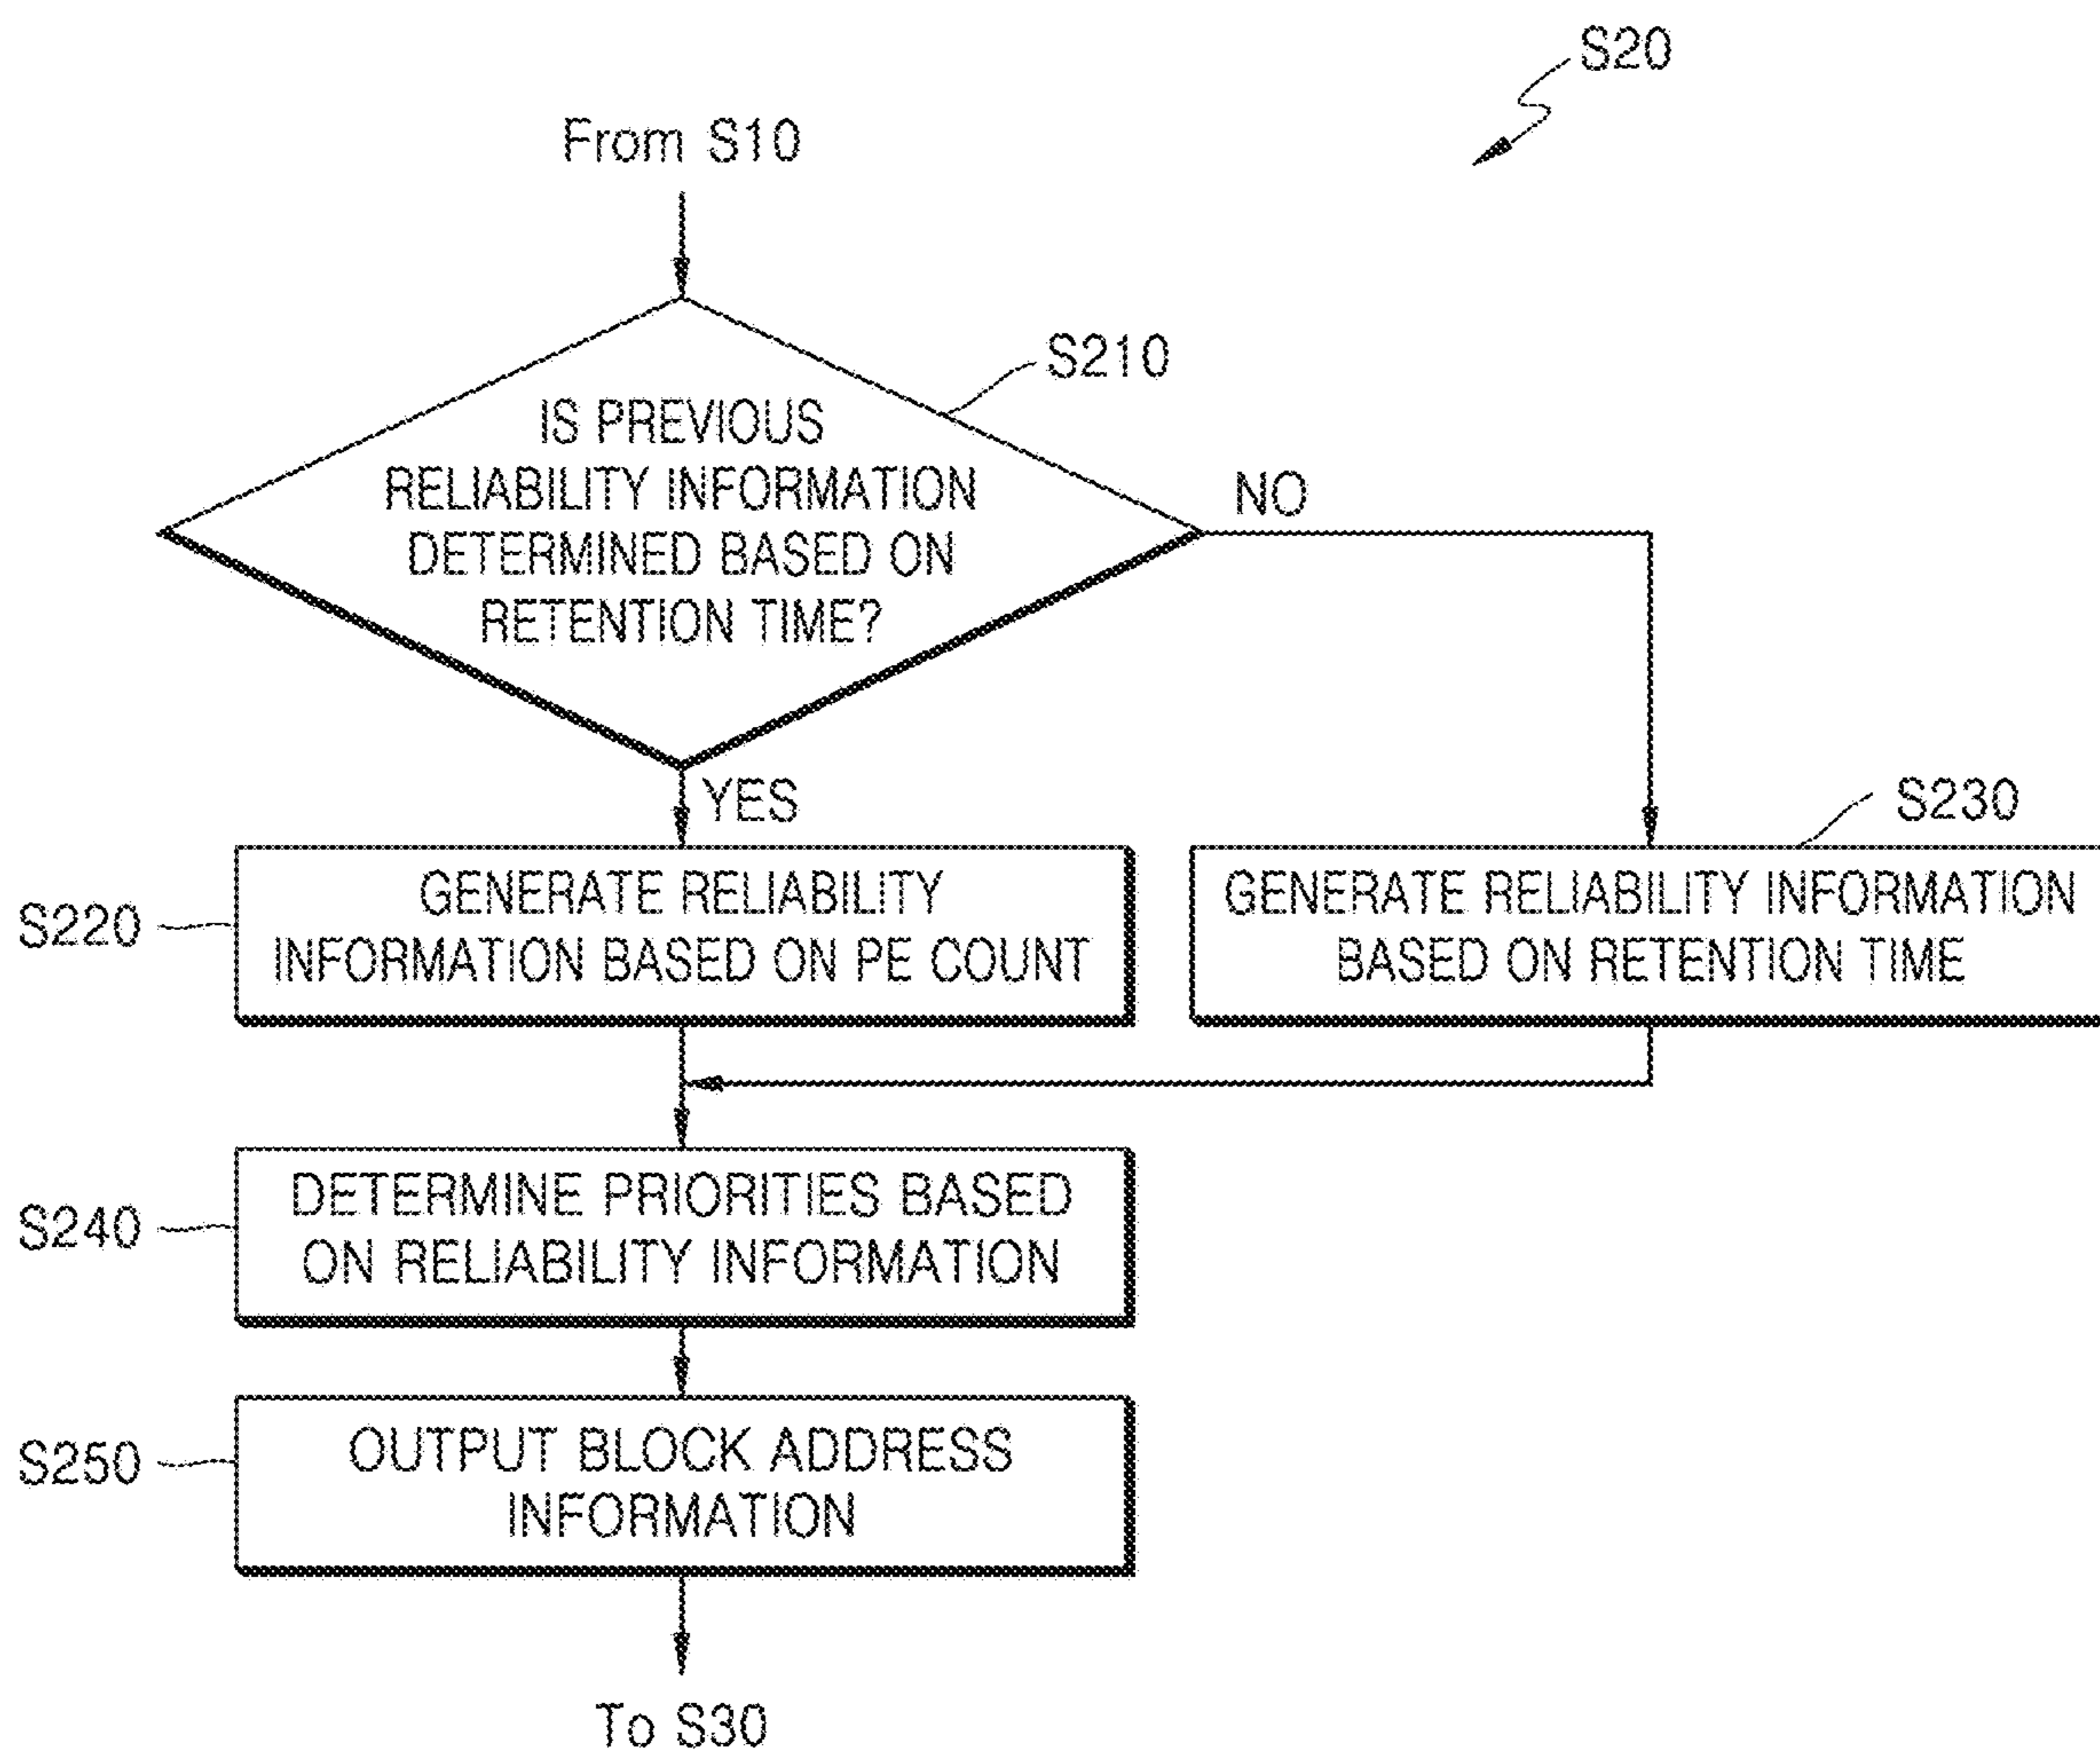 S20
From S10
S210
IS PREVIOUS
RELIABILITY INFORMATION
DETERMINED BASED ON
RETENTION TIME?
NO
YES
S220
GENERATE RELIABILITY
INFORMATION BASED ON PE COUNT
S230
GENERATE RELIABILITY INFORMATION
BASED ON RETENTION TIME
S240
DETERMINE PRIORITIES BASED
ON RELIABILITY INFORMATION
S250
OUTPUT BLOCK ADDRESS
INFORMATION
To S30